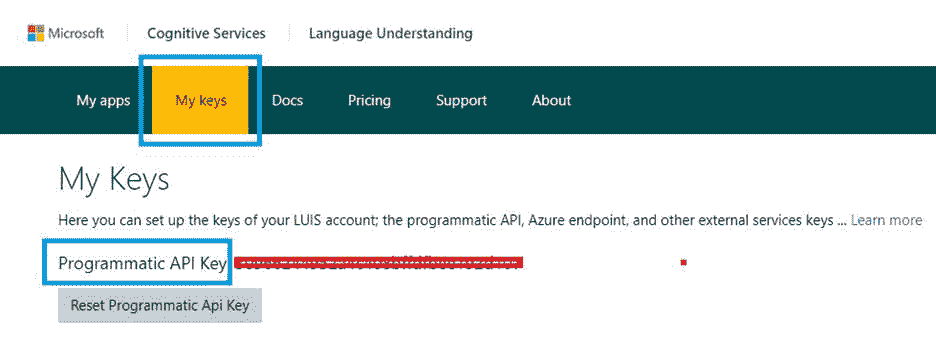 Microsoft Cognitive Services Language Understanding
My apps My keys Docs Pricing Support About
My Keys
Here you can set up the keys of your LUIS account; the programmatic API, Azure endpoint, and other external services keys ... Learn more
Programmatic API Key
Reset Programmatic Api Key